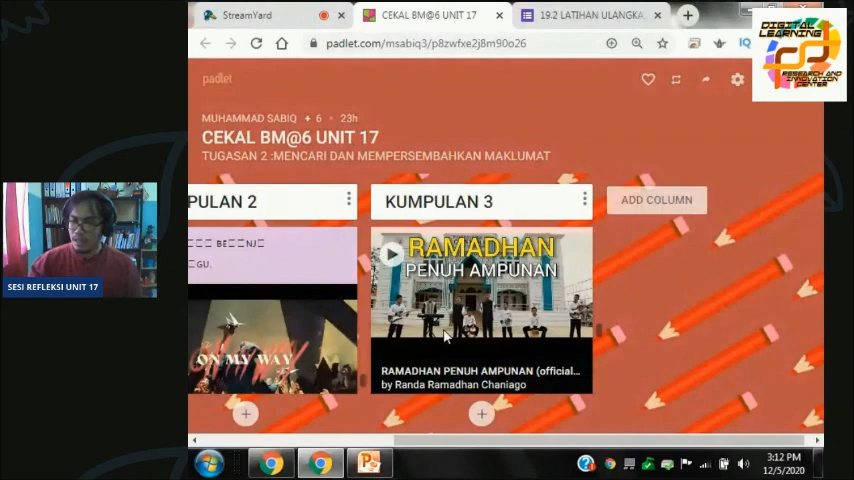 StreamYard
CEKAL BM@6 UNIT 17
19.2 LATIHAN ULANGKA
padlet.com/msabiq3/p8zwfxe2j8m90o26
IQ
DIGITAL
LEARNING
RESEARCH AND
INNOVATION
CENTER
padlet
MUHAMMAD SABIQ + 6 • 23h
CEKAL BM@6 UNIT 17
TUGASAN 2 :MENCARI DAN MEMPERSEMBAHKAN MAKLUMAT
PULAN 2
KUMPULAN 3
ADD COLUMN
GU.
ON MY WAY
RAMADHAN
PENUH AMPUNAN
RAMADHAN PENUH AMPUNAN (official...
by Randa Ramadhan Chaniago
SESI REFLEKSI UNIT 17
3:12 PM
12/5/2020